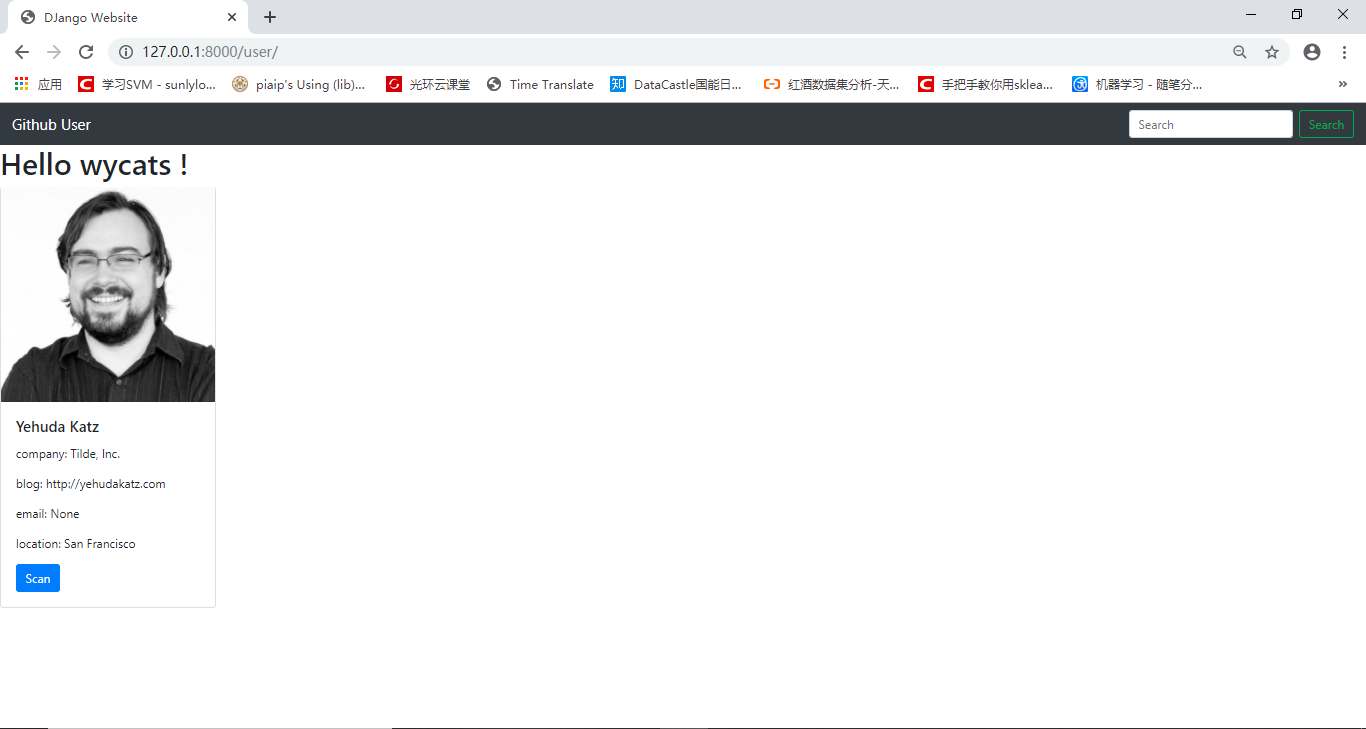 DJango Website
127.0.0.1:8000/user/
应用 学习SVM - sunlylo... piaip's Using (lib)... 光环云课堂 Time Translate 知 DataCastle国能日... 红酒数据集分析-天... 手把手教你用sklea... 机器学习 - 随笔分... »
Github User Search Search
Hello wycats !
Yehuda Katz
company: Tilde, Inc.
blog: http://yehudakatz.com
email: None
location: San Francisco
Scan